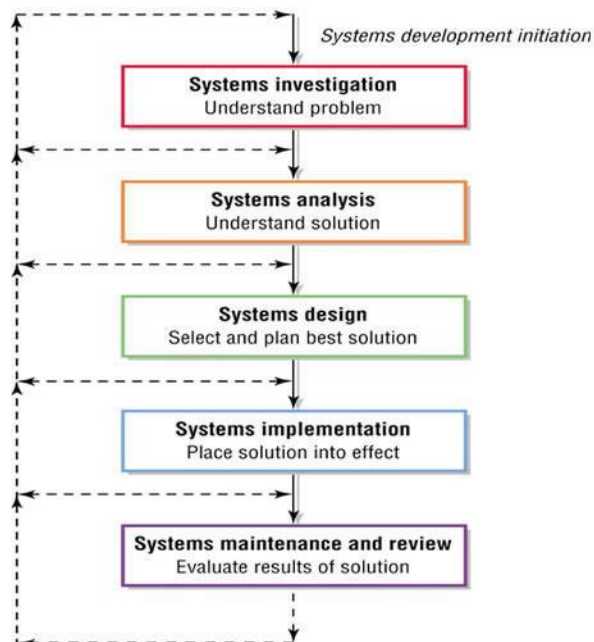 Systems development initiation
Systems investigation
Understand problem
Systems analysis
Understand solution
Systems design
Select and plan best solution
Systems implementation
Place solution into effect
Systems maintenance and review
Evaluate results of solution